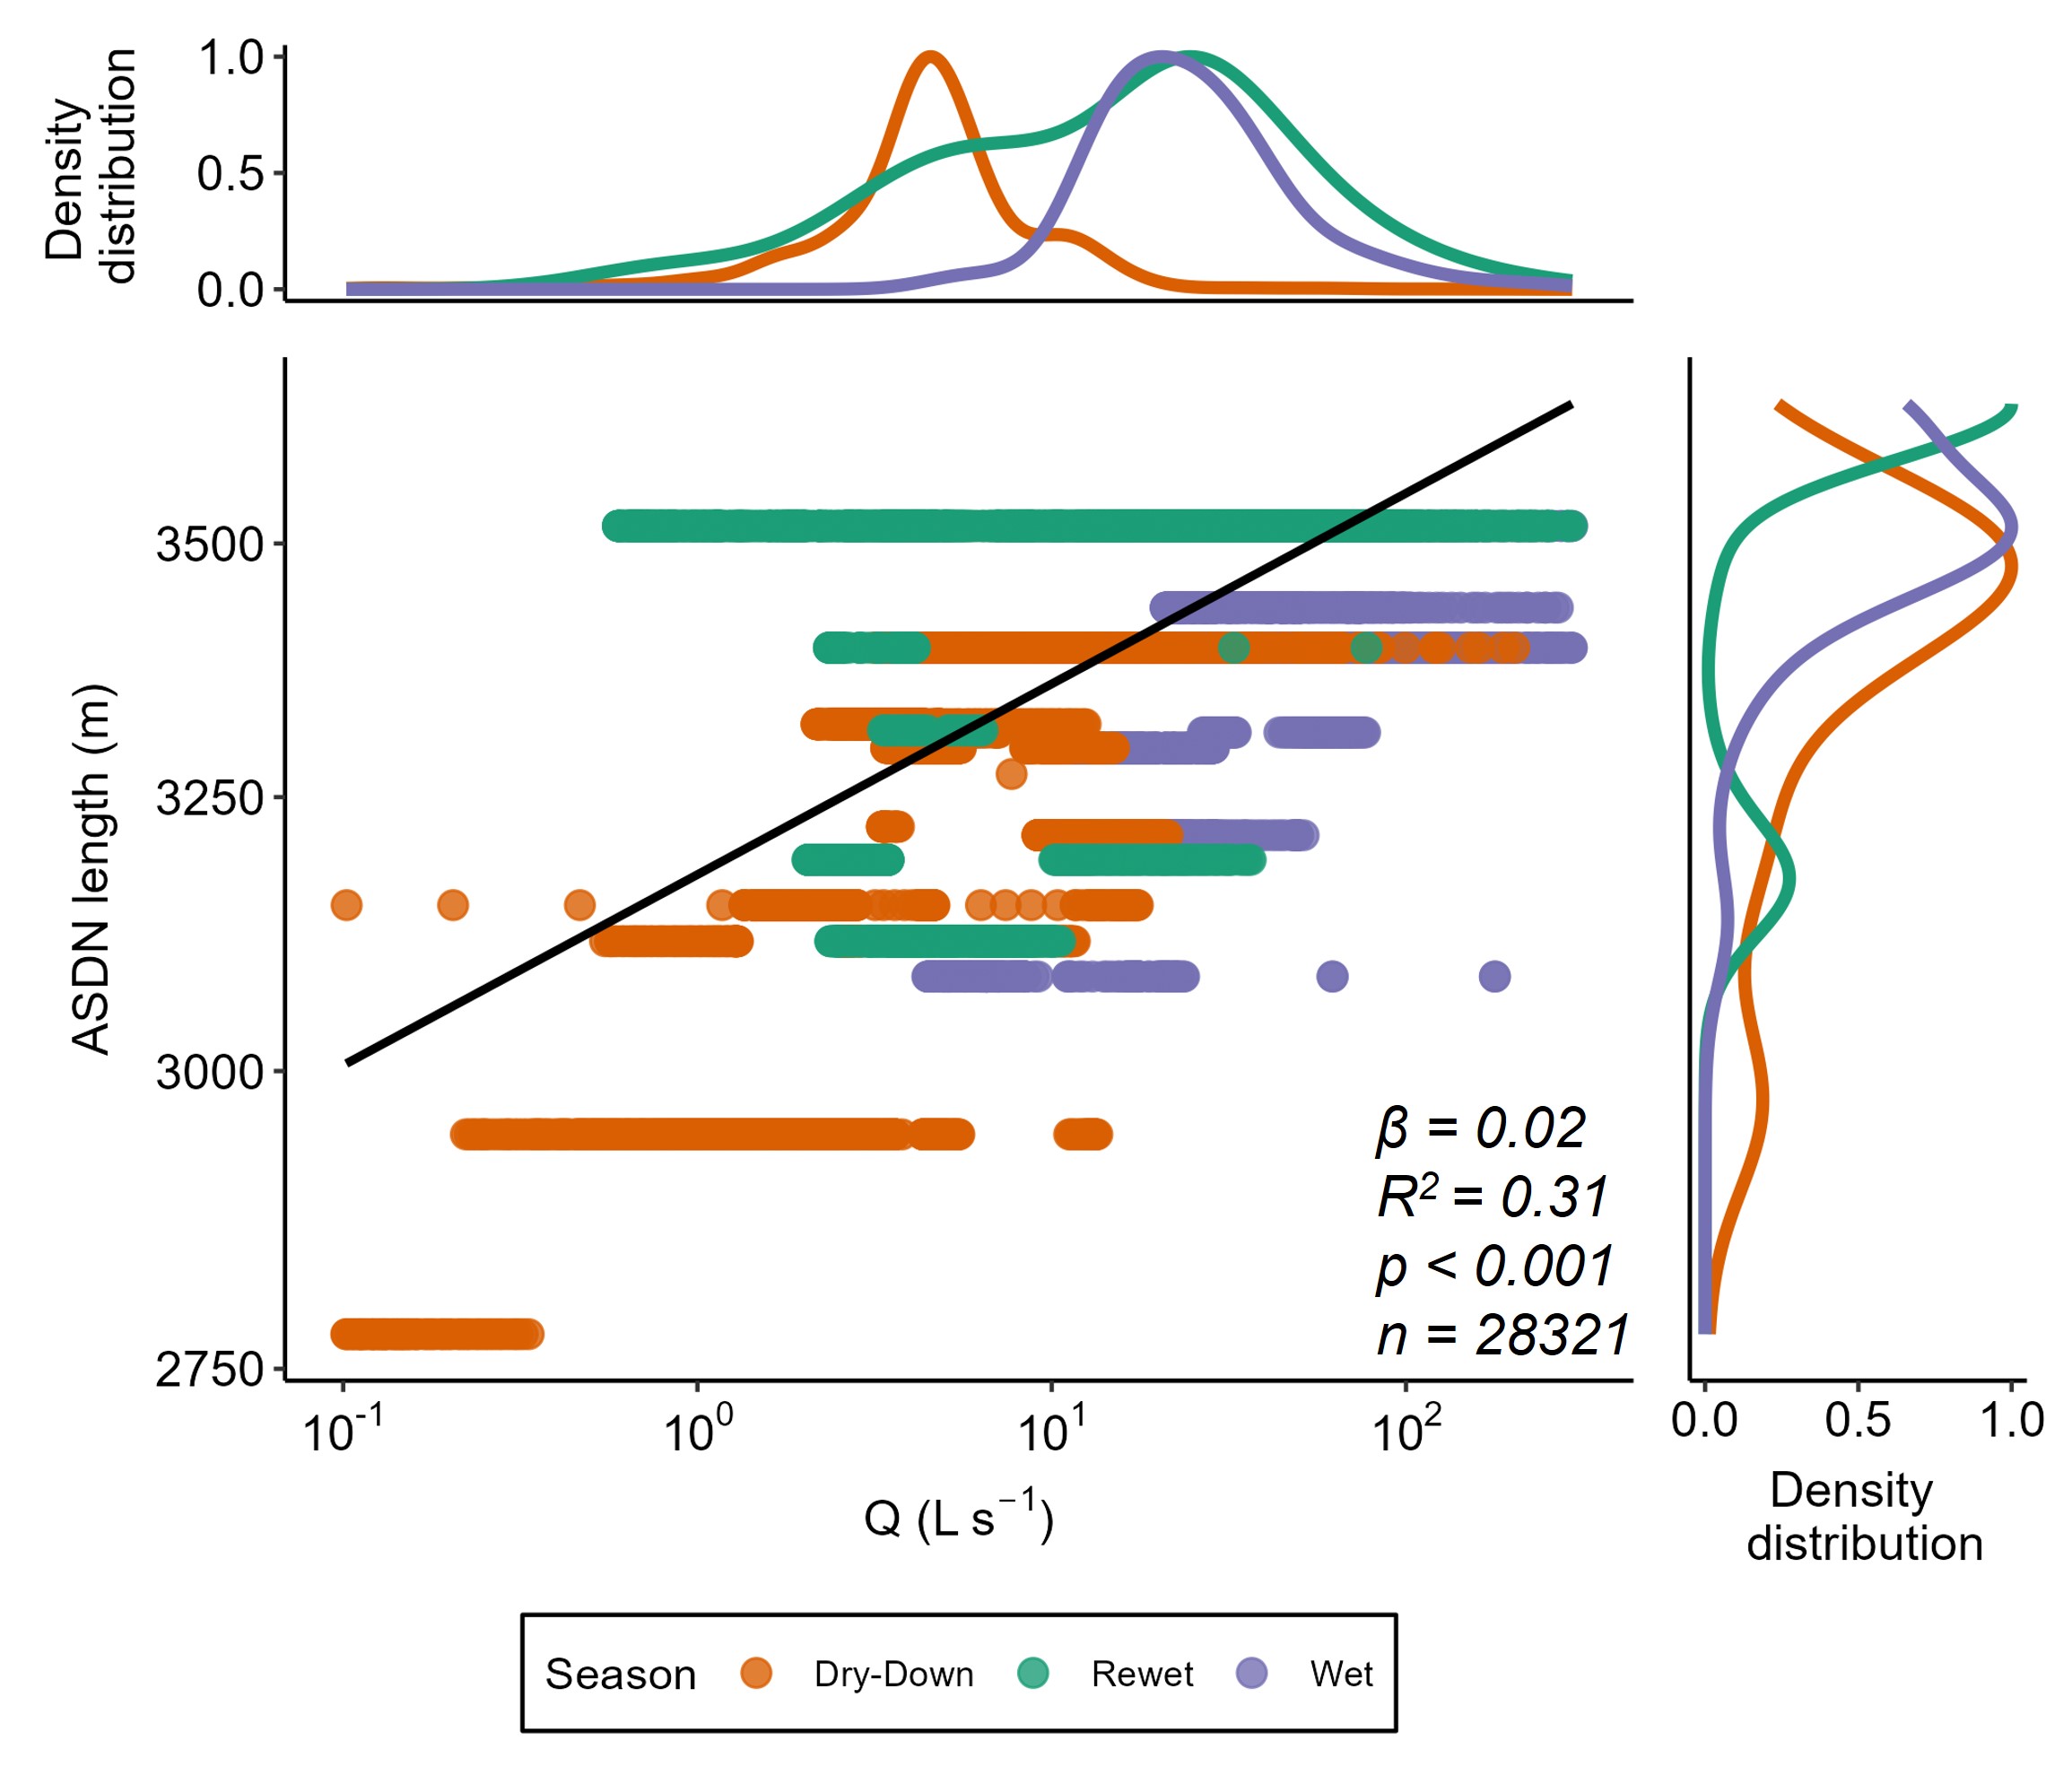 Density
distribution
1.0
0.5
0.0
ASDN length (m)
3500
3250
3000
2750
β = 0.02
R² = 0.31
p < 0.001
n = 28321
10⁻¹
10⁰
10¹
10²
Q (L s⁻¹)
0.0
0.5
1.0
Density
distribution
Season
Dry-Down
Rewet
Wet